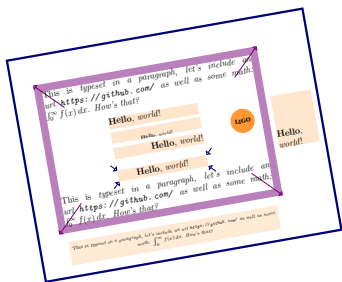 This is typeset in a paragraph, let's include an
url https://github.com/ as well as some math:
∫₀^∞ f(x) dx. How's that?
Hello, world!
Hello, world!
Hello, world!
Hello, world!
LUGO
Hello,
world!
This is typeset in a paragraph, let's include an
url https://github.com/ as well as some math:
∫₀^∞ f(x) dx. How's that?
This is typeset in a paragraph, let's include an url https://github.com/ as well as some
math: ∫₀^∞ f(x) dx. How's that?